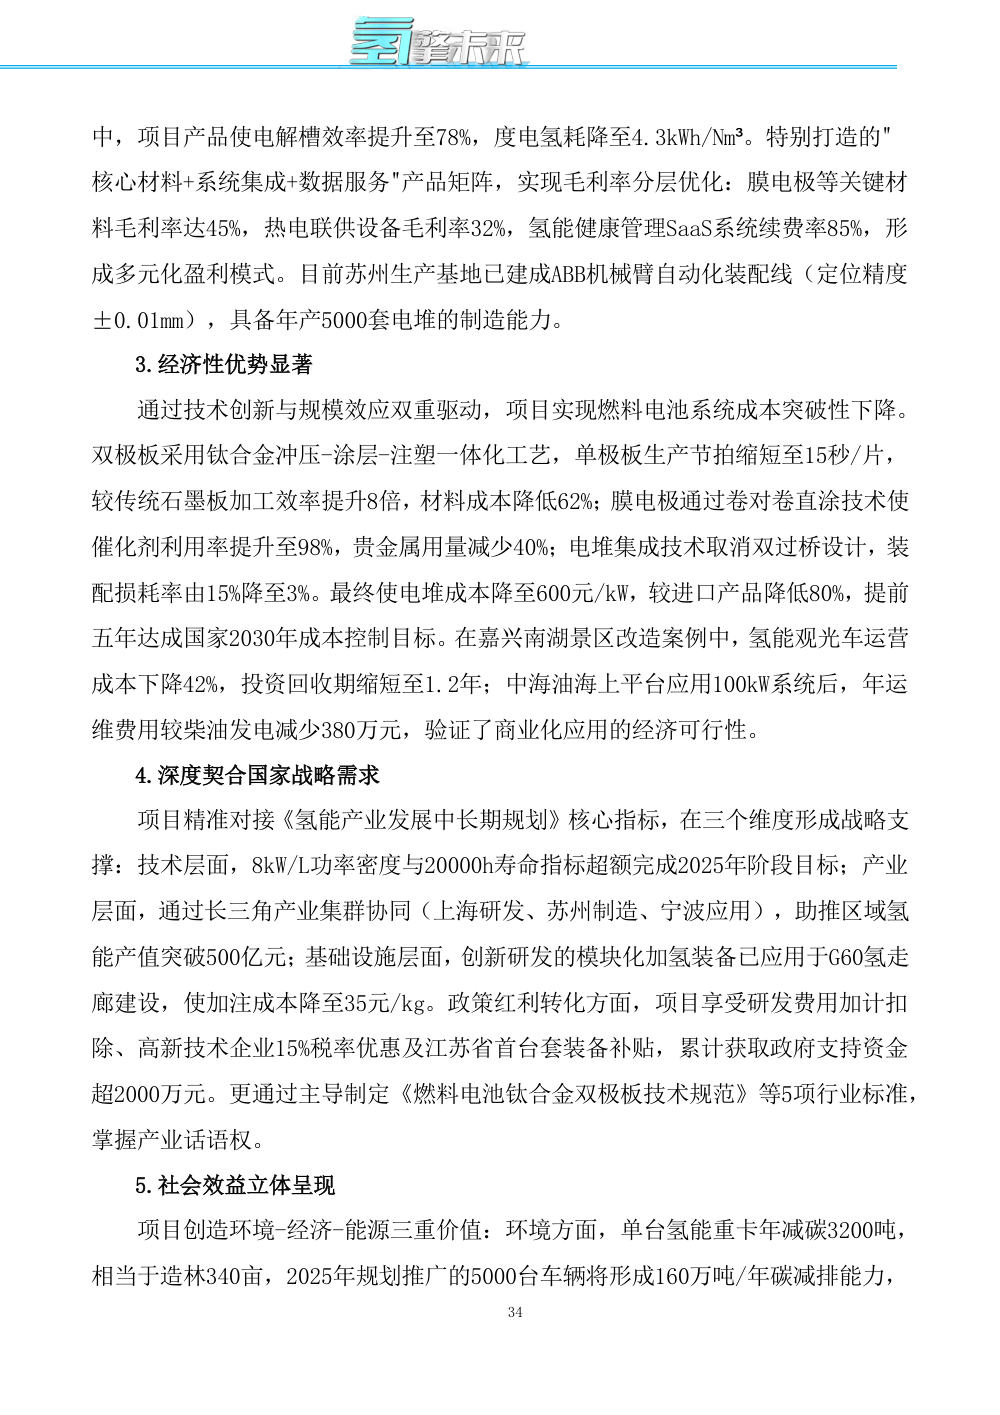 氢擎未来
中，项目产品使电解槽效率提升至78%，度电氢耗降至4.3kWh/Nm³。特别打造的"
核心材料+系统集成+数据服务"产品矩阵，实现毛利率分层优化：膜电极等关键材
料毛利率达45%，热电联供设备毛利率32%，氢能健康管理SaaS系统续费率85%，形
成多元化盈利模式。目前苏州生产基地已建成ABB机械臂自动化装配线（定位精度
±0.01mm），具备年产5000套电堆的制造能力。
3.经济性优势显著
通过技术创新与规模效应双重驱动，项目实现燃料电池系统成本突破性下降。
双极板采用钛合金冲压-涂层-注塑一体化工艺，单极板生产节拍缩短至15秒/片，
较传统石墨板加工效率提升8倍，材料成本降低62%；膜电极通过卷对卷直涂技术使
催化剂利用率提升至98%，贵金属用量减少40%；电堆集成技术取消双过桥设计，装
配损耗率由15%降至3%。最终使电堆成本降至600元/kW，较进口产品降低80%，提前
五年达成国家2030年成本控制目标。在嘉兴南湖景区改造案例中，氢能观光车运营
成本下降42%，投资回收期缩短至1.2年；中海油海上平台应用100kW系统后，年运
维费用较柴油发电减少380万元，验证了商业化应用的经济可行性。
4.深度契合国家战略需求
项目精准对接《氢能产业发展中长期规划》核心指标，在三个维度形成战略支
撑：技术层面，8kW/L功率密度与20000h寿命指标超额完成2025年阶段目标；产业
层面，通过长三角产业集群协同（上海研发、苏州制造、宁波应用），助推区域氢
能产值突破500亿元；基础设施层面，创新研发的模块化加氢装备已应用于G60氢走
廊建设，使加注成本降至35元/kg。政策红利转化方面，项目享受研发费用加计扣
除、高新技术企业15%税率优惠及江苏省首台套装备补贴，累计获取政府支持资金
超2000万元。更通过主导制定《燃料电池钛合金双极板技术规范》等5项行业标准，
掌握产业话语权。
5.社会效益立体呈现
项目创造环境-经济-能源三重价值：环境方面，单台氢能重卡年减碳3200吨，
相当于造林340亩，2025年规划推广的5000台车辆将形成160万吨/年碳减排能力，
34